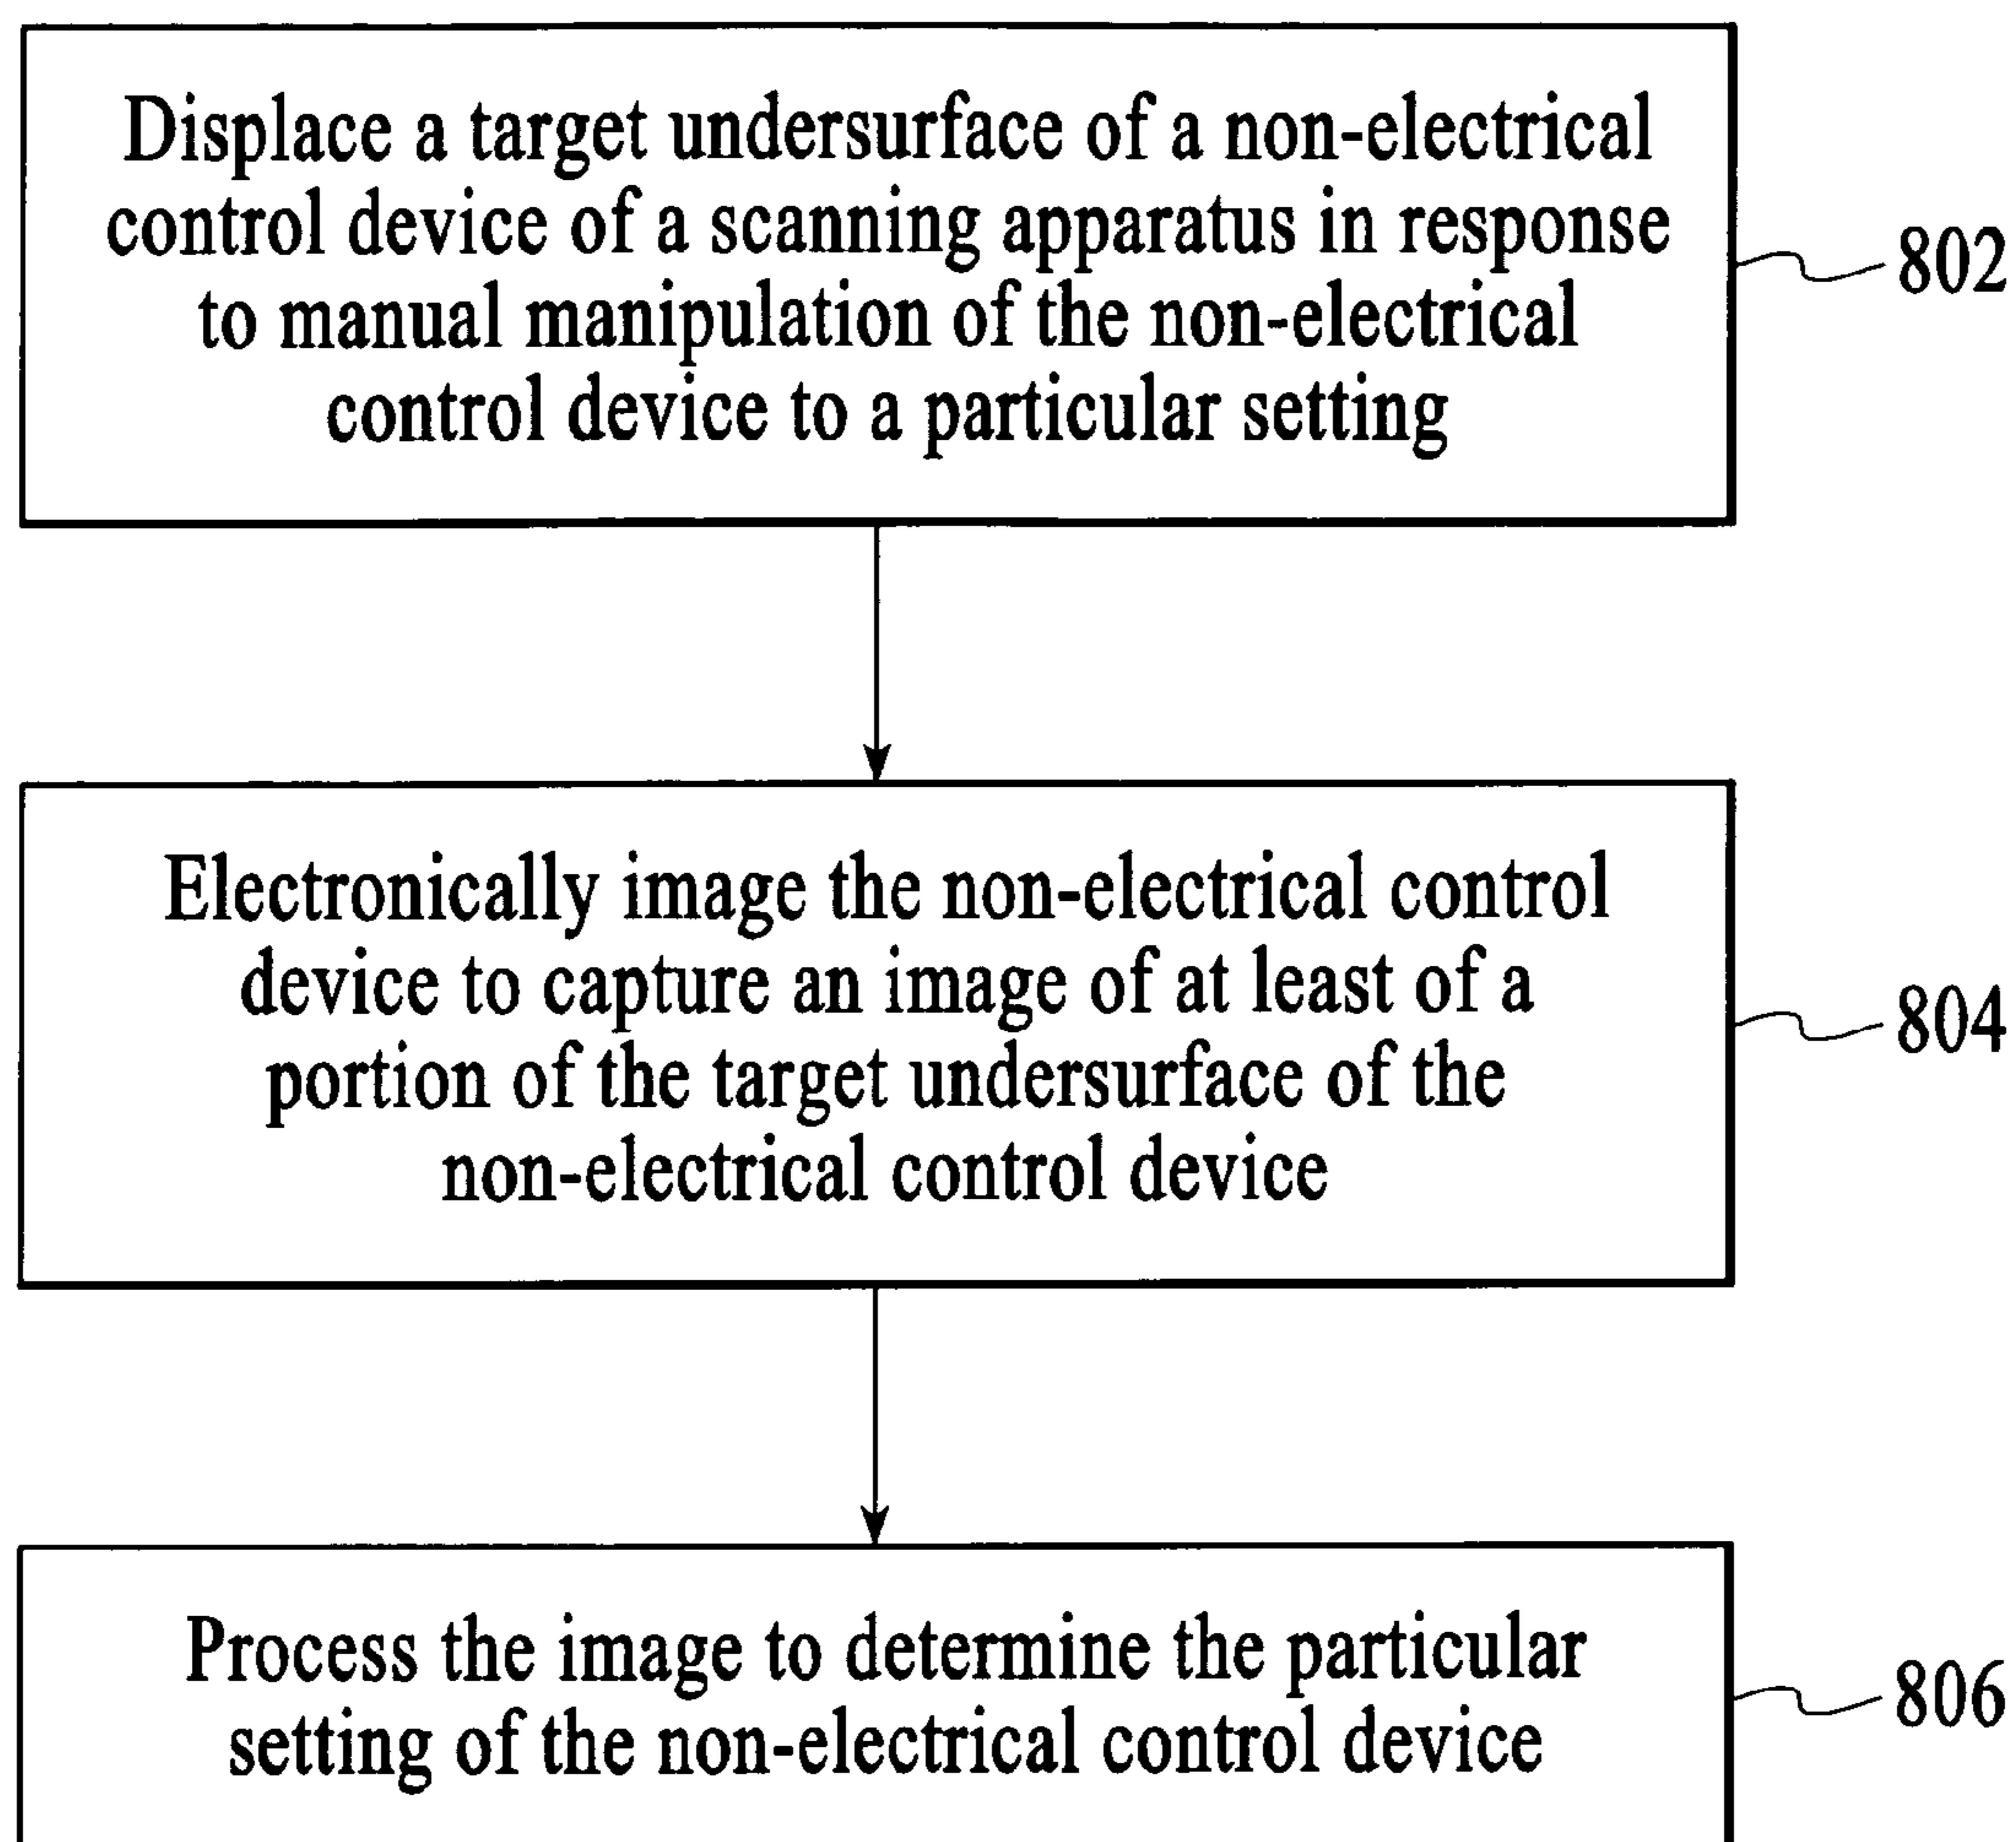 Displace a target undersurface of a non-electrical
control device of a scanning apparatus in response
to manual manipulation of the non-electrical
control device to a particular setting
802
Electronically image the non-electrical control
device to capture an image of at least of a
portion of the target undersurface of the
non-electrical control device
804
Process the image to determine the particular
setting of the non-electrical control device
806